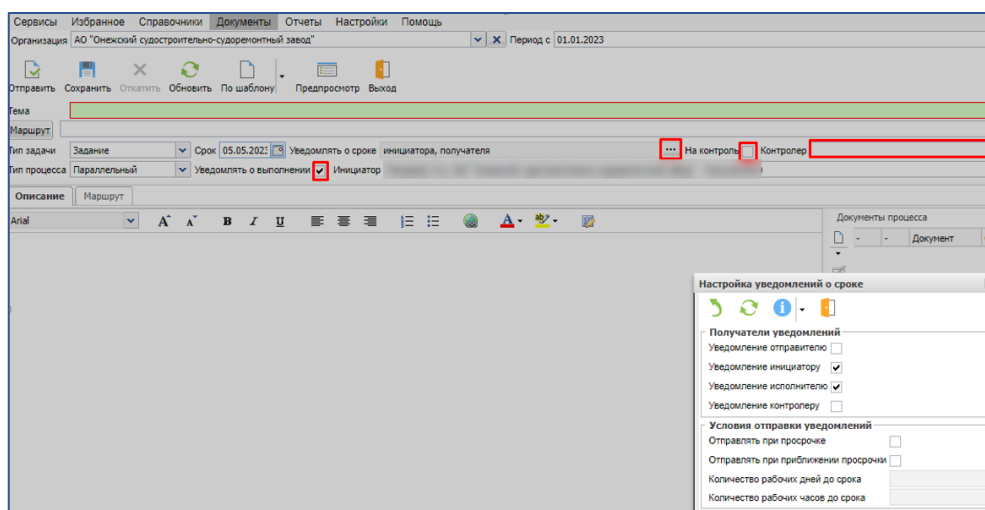 Сервисы Избранное Справочники Документы Отчеты Настройки Помощь
Организация АО "Онежский судостроительно-судоремонтный завод" Период с 01.01.2023
Отправить Сохранить Откатить Обновить По шаблону Предпросмотр Выход
Тема
Маршрут
Тип задачи Задание Срок 05.05.202 Уведомлять о сроке инициатора, получателя ... На контроль Контролер
Тип процесса Параллельный Уведомлять о выполнении Инициатор
Описание Маршрут
Arial A A B I U A ab
Документы процесса
- - Документ
Настройка уведомлений о сроке
Получатели уведомлений
Уведомление отправителю
Уведомление инициатору
Уведомление исполнителю
Уведомление контролеру
Условия отправки уведомлений
Отправлять при просрочке
Отправлять при приближении просрочки
Количество рабочих дней до срока
Количество рабочих часов до срока